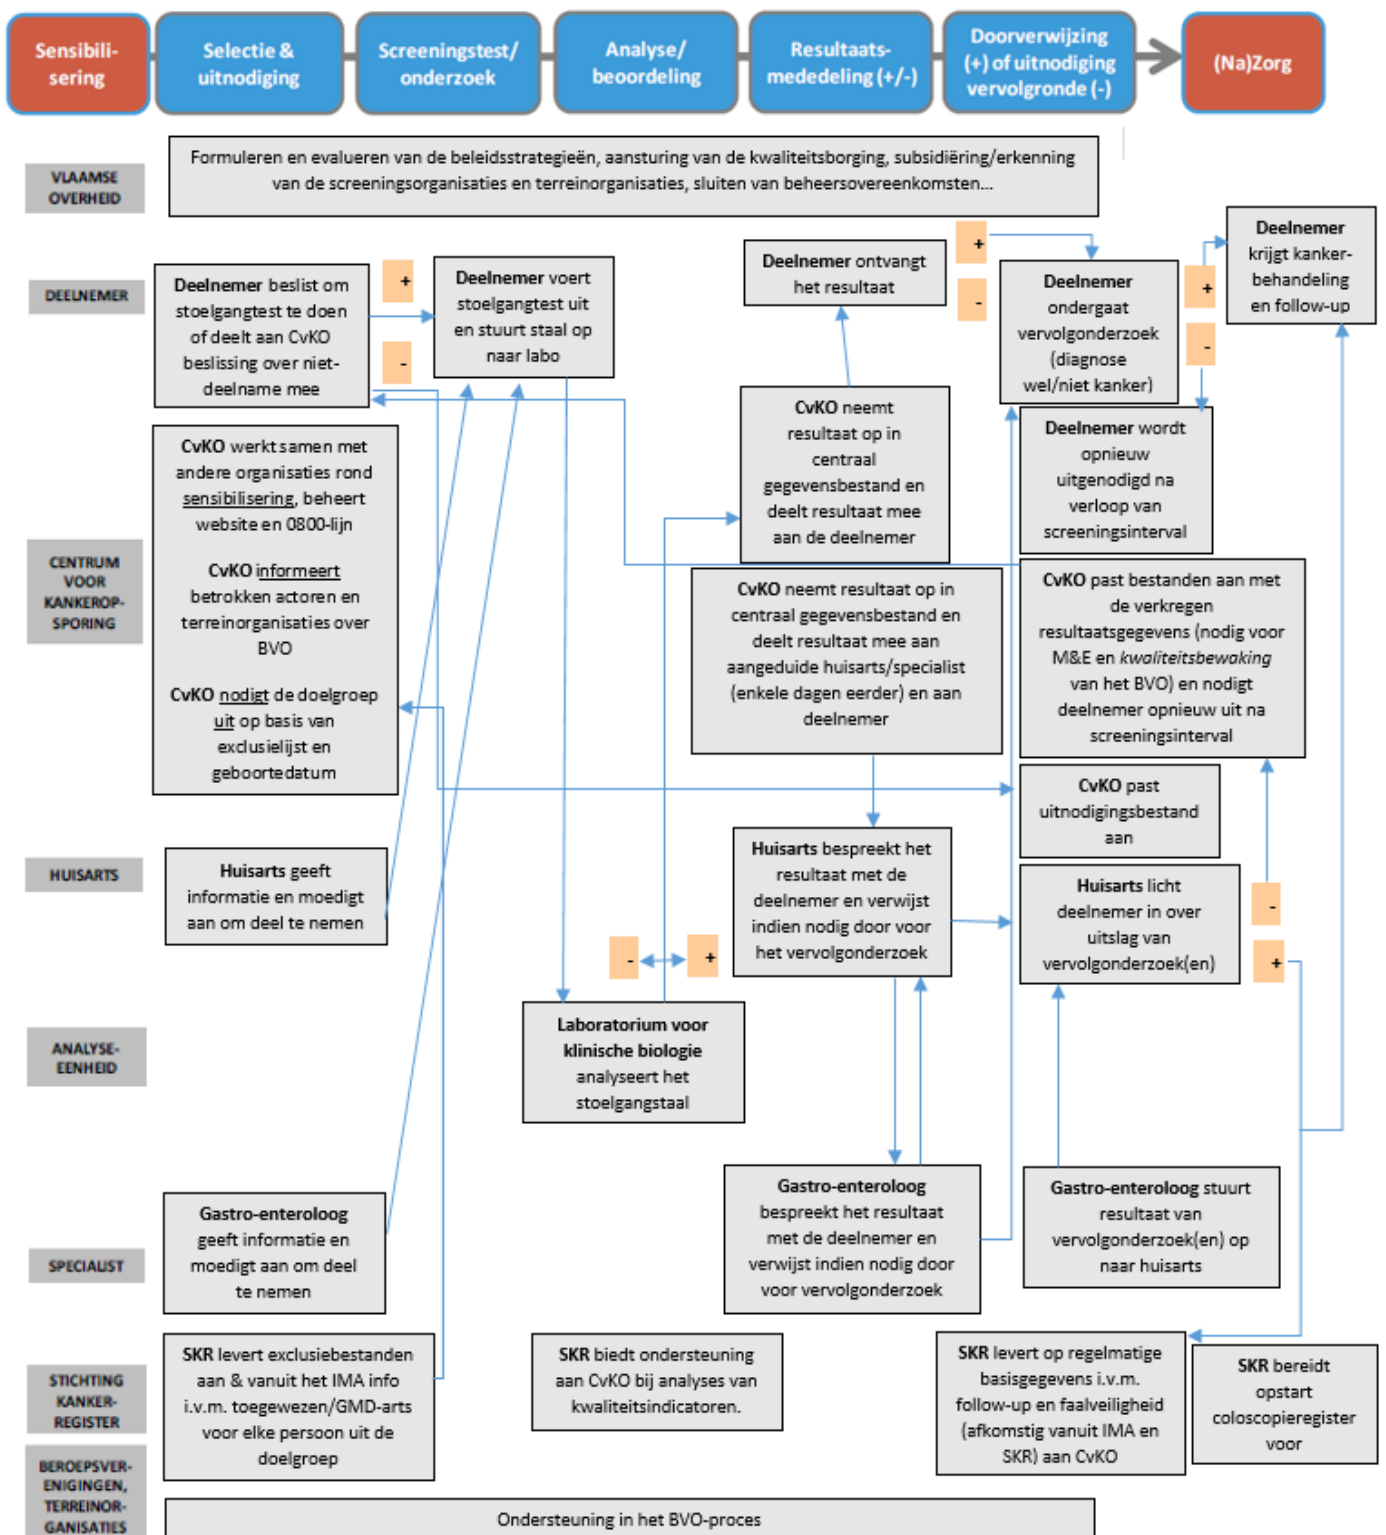 Sensibili-
sering
Selectie &
uitnodiging
Screeningstest/
onderzoek
Analyse/
beoordeling
Resultaats-
mededeling (+/-)
Doorverwijzing
(+) of uitnodiging
vervolgronde (-)
(Na)Zorg
VLAAMSE
OVERHEID
Formuleren en evalueren van de beleidsstrategieën, aansturing van de kwaliteitsborging, subsidiëring/erkenning
van de screeningsorganisaties en terreinorganisaties, sluiten van beheersovereenkomsten...
DEELNEMER
Deelnemer beslist om
stoelgangtest te doen
of deelt aan CvKO
beslissing over niet-
deelname mee
+
-
Deelnemer voert
stoelgangtest uit
en stuurt staal op
naar labo
Deelnemer ontvangt
het resultaat
+
-
Deelnemer
ondergaat
vervolgonderzoek
(diagnose
wel/niet kanker)
+
-
Deelnemer
krijgt kanker-
behandeling
en follow-up
Deelnemer wordt
opnieuw
uitgenodigd na
verloop van
screeningsinterval
CENTRUM
VOOR
KANKEROP-
SPORING
CvKO werkt samen met
andere organisaties rond
sensibilisering, beheert
website en 0800-lijn
CvKO informeert
betrokken actoren en
terreinorganisaties over
BVO
CvKO nodigt de doelgroep
uit op basis van
exclusielijst en
geboortedatum
CvKO neemt
resultaat op in
centraal
gegevensbestand en
deelt resultaat mee
aan de deelnemer
CvKO neemt resultaat op in
centraal gegevensbestand en
deelt resultaat mee aan
aangeduide huisarts/specialist
(enkele dagen eerder) en aan
deelnemer
CvKO past bestanden aan met
de verkregen
resultaatsgegevens (nodig voor
M&E en kwaliteitsbewaking
van het BVO) en nodigt
deelnemer opnieuw uit na
screeningsinterval
CvKO past
uitnodigingsbestand
aan
HUISARTS
Huisarts geeft
informatie en moedigt
aan om deel te nemen
Huisarts bespreekt het
resultaat met de
deelnemer en verwijst
indien nodig door voor
het vervolgonderzoek
Huisarts licht
deelnemer in over
uitslag van
vervolgonderzoek(en)
-
+
-
+
ANALYSE-
EENHEID
Laboratorium voor
klinische biologie
analyseert het
stoelgangstaal
SPECIALIST
Gastro-enteroloog
geeft informatie en
moedigt aan om deel
te nemen
Gastro-enteroloog
bespreekt het resultaat
met de deelnemer en
verwijst indien nodig door
voor vervolgonderzoek
Gastro-enteroloog stuurt
resultaat van
vervolgonderzoek(en) op
naar huisarts
STICHTING
KANKER-
REGISTER
SKR levert exclusiebestanden
aan & vanuit het IMA info
i.v.m. toegewezen/GMD-arts
voor elke persoon uit de
doelgroep
SKR biedt ondersteuning
aan CvKO bij analyses van
kwaliteitsindicatoren.
SKR levert op regelmatige
basisgegevens i.v.m.
follow-up en faalveiligheid
(afkomstig vanuit IMA en
SKR) aan CvKO
SKR bereidt
opstart
coloscopieregister
voor
BEROEPSVER-
ENIGINGEN,
TERREINOR-
GANISATIES
Ondersteuning in het BVO-proces